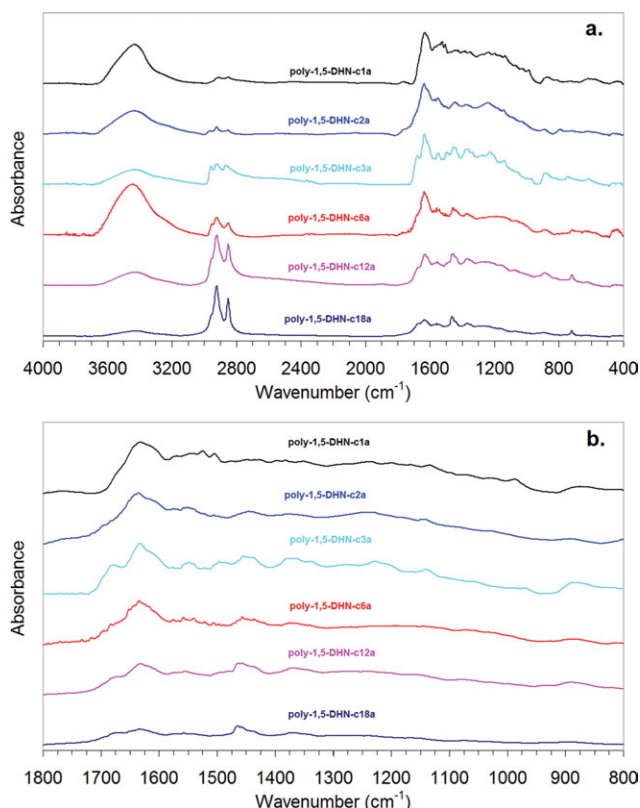 a.
poly-1,5-DHN-c1a
poly-1,5-DHN-c2a
poly-1,5-DHN-c3a
poly-1,5-DHN-c6a
poly-1,5-DHN-c12a
poly-1,5-DHN-c18a
Absorbance
4000 3600 3200 2800 2400 2000 1600 1200 800 400
Wavenumber (cm⁻¹)
b.
poly-1,5-DHN-c1a
poly-1,5-DHN-c2a
poly-1,5-DHN-c3a
poly-1,5-DHN-c6a
poly-1,5-DHN-c12a
poly-1,5-DHN-c18a
Absorbance
1800 1700 1600 1500 1400 1300 1200 1100 1000 900 800
Wavenumber (cm⁻¹)